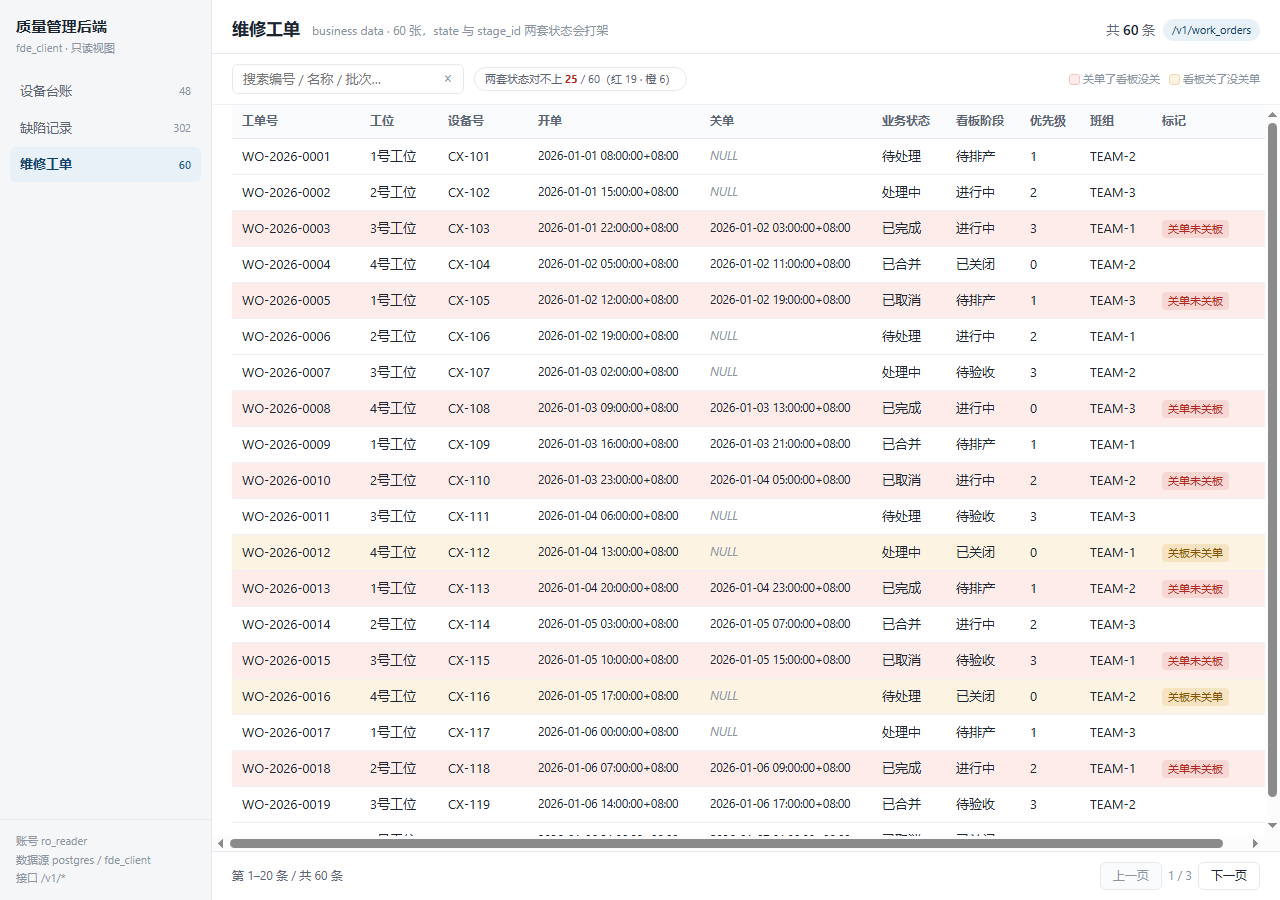 质量管理后端
fde_client · 只读视图
设备台账 48
缺陷记录 302
维修工单 60
账号 ro_reader
数据源 postgres / fde_client
接口 /v1/*
维修工单 business data · 60 张，state 与 stage_id 两套状态会打架 共 60 条 /v1/work_orders
搜索编号 / 名称 / 批次... × 两套状态对不上 25 / 60（红 19 · 橙 6） 关单了看板没关 看板关了没关单
工单号 工位 设备号 开单 关单 业务状态 看板阶段 优先级 班组 标记
WO-2026-0001 1号工位 CX-101 2026-01-01 08:00:00+08:00 NULL 待处理 待排产 1 TEAM-2
WO-2026-0002 2号工位 CX-102 2026-01-01 15:00:00+08:00 NULL 处理中 进行中 2 TEAM-3
WO-2026-0003 3号工位 CX-103 2026-01-01 22:00:00+08:00 2026-01-02 03:00:00+08:00 已完成 进行中 3 TEAM-1 关单未关板
WO-2026-0004 4号工位 CX-104 2026-01-02 05:00:00+08:00 2026-01-02 11:00:00+08:00 已合并 已关闭 0 TEAM-2
WO-2026-0005 1号工位 CX-105 2026-01-02 12:00:00+08:00 2026-01-02 19:00:00+08:00 已取消 待排产 1 TEAM-3 关单未关板
WO-2026-0006 2号工位 CX-106 2026-01-02 19:00:00+08:00 NULL 待处理 进行中 2 TEAM-1
WO-2026-0007 3号工位 CX-107 2026-01-03 02:00:00+08:00 NULL 处理中 待验收 3 TEAM-2
WO-2026-0008 4号工位 CX-108 2026-01-03 09:00:00+08:00 2026-01-03 13:00:00+08:00 已完成 进行中 0 TEAM-3 关单未关板
WO-2026-0009 1号工位 CX-109 2026-01-03 16:00:00+08:00 2026-01-03 21:00:00+08:00 已合并 待排产 1 TEAM-1
WO-2026-0010 2号工位 CX-110 2026-01-03 23:00:00+08:00 2026-01-04 05:00:00+08:00 已取消 进行中 2 TEAM-2 关单未关板
WO-2026-0011 3号工位 CX-111 2026-01-04 06:00:00+08:00 NULL 待处理 待验收 3 TEAM-3
WO-2026-0012 4号工位 CX-112 2026-01-04 13:00:00+08:00 NULL 处理中 已关闭 0 TEAM-1 关板未关单
WO-2026-0013 1号工位 CX-113 2026-01-04 20:00:00+08:00 2026-01-04 23:00:00+08:00 已完成 待排产 1 TEAM-2 关单未关板
WO-2026-0014 2号工位 CX-114 2026-01-05 03:00:00+08:00 2026-01-05 07:00:00+08:00 已合并 进行中 2 TEAM-3
WO-2026-0015 3号工位 CX-115 2026-01-05 10:00:00+08:00 2026-01-05 15:00:00+08:00 已取消 待验收 3 TEAM-1 关单未关板
WO-2026-0016 4号工位 CX-116 2026-01-05 17:00:00+08:00 NULL 待处理 已关闭 0 TEAM-2 关板未关单
WO-2026-0017 1号工位 CX-117 2026-01-06 00:00:00+08:00 NULL 处理中 待排产 1 TEAM-3
WO-2026-0018 2号工位 CX-118 2026-01-06 07:00:00+08:00 2026-01-06 09:00:00+08:00 已完成 进行中 2 TEAM-1 关单未关板
WO-2026-0019 3号工位 CX-119 2026-01-06 14:00:00+08:00 2026-01-06 17:00:00+08:00 已合并 待验收 3 TEAM-2
第 1–20 条 / 共 60 条 上一页 1 / 3 下一页